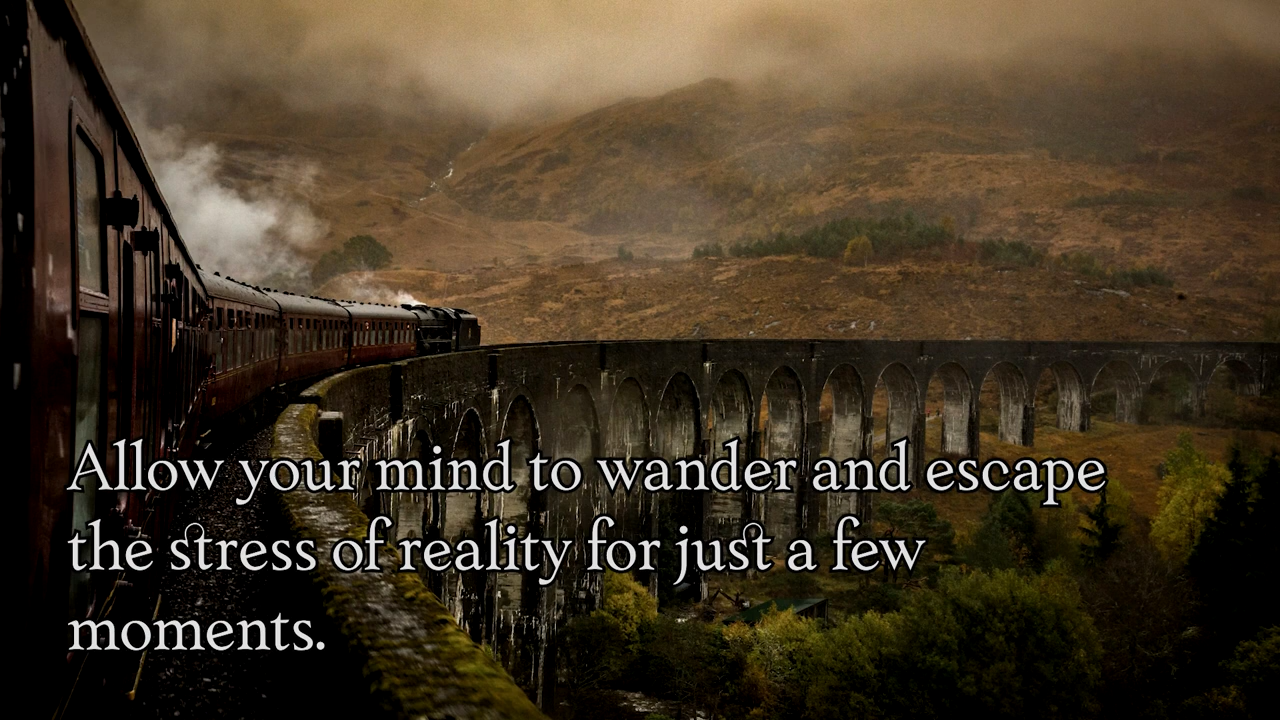 Allow your mind to wander and escape
the stress of reality for just a few
moments.